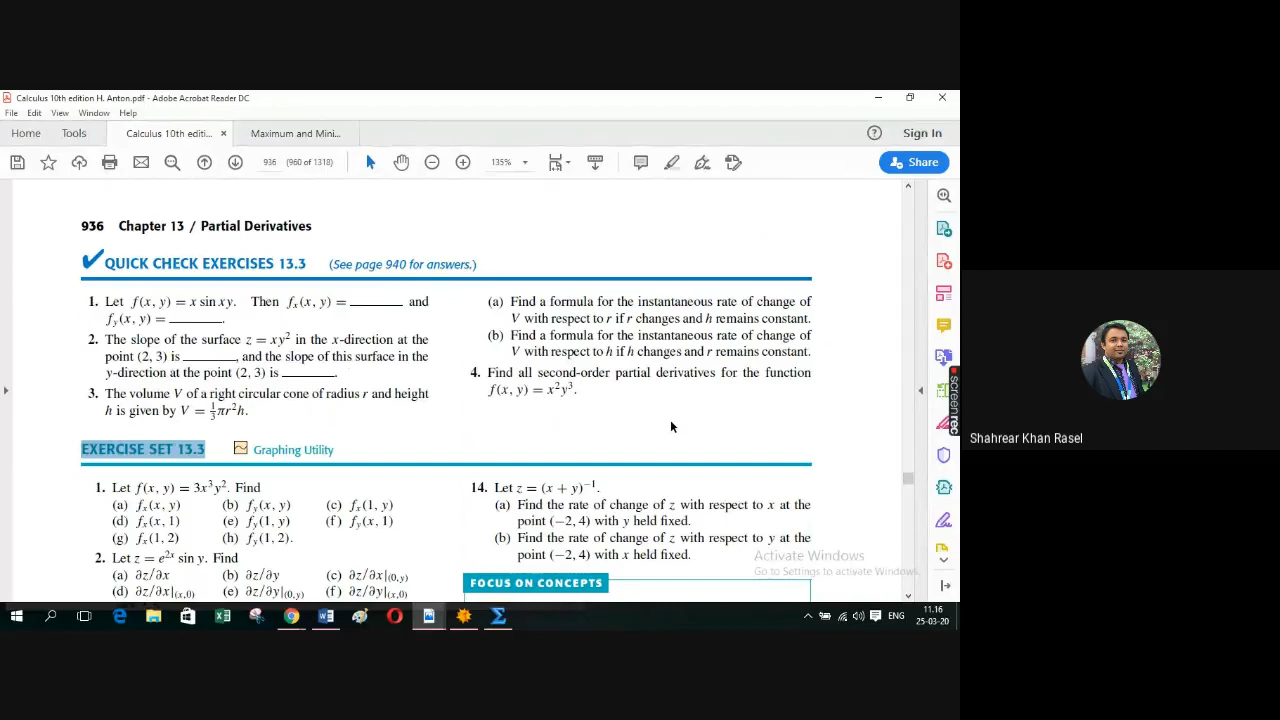 Calculus 10th edition H. Anton.pdf - Adobe Acrobat Reader DC
File Edit View Window Help
Home Tools Calculus 10th editi... × Maximum and Mini... Sign In
936 (960 of 1318) 135% Share
936 Chapter 13 / Partial Derivatives
QUICK CHECK EXERCISES 13.3 (See page 940 for answers.)
1. Let f(x, y) = x sin xy. Then fₓ(x, y) = ________ and
f_y(x, y) = ________.
2. The slope of the surface z = xy² in the x-direction at the
point (2, 3) is ________, and the slope of this surface in the
y-direction at the point (2, 3) is ________.
3. The volume V of a right circular cone of radius r and height
h is given by V = ⅓πr²h.
(a) Find a formula for the instantaneous rate of change of
V with respect to r if r changes and h remains constant.
(b) Find a formula for the instantaneous rate of change of
V with respect to h if h changes and r remains constant.
4. Find all second-order partial derivatives for the function
f(x, y) = x²y³.
EXERCISE SET 13.3 Graphing Utility
1. Let f(x, y) = 3x³y². Find
(a) fₓ(x, y) (b) f_y(x, y) (c) fₓ(1, y)
(d) fₓ(x, 1) (e) f_y(1, y) (f) f_y(x, 1)
(g) fₓ(1, 2) (h) f_y(1, 2).
2. Let z = e²ˣ sin y. Find
(a) ∂z/∂x (b) ∂z/∂y (c) ∂z/∂x|(0,y)
(d) ∂z/∂x|(x,0) (e) ∂z/∂y|(0,y) (f) ∂z/∂y|(x,0)
14. Let z = (x + y)⁻¹.
(a) Find the rate of change of z with respect to x at the
point (−2, 4) with y held fixed.
(b) Find the rate of change of z with respect to y at the
point (−2, 4) with x held fixed.
FOCUS ON CONCEPTS
Activate Windows
Go to Settings to activate Windows.
screenrec
Shahrear Khan Rasel
ENG
11.16
25-03-20